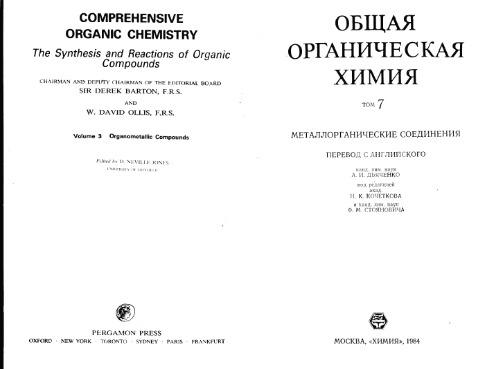 COMPREHENSIVE
ORGANIC CHEMISTRY
The Synthesis and Reactions of Organic
Compounds
CHAIRMAN AND DEPUTY CHAIRMAN OF THE EDITORIAL BOARD
SIR DEREK BARTON, F.R.S.
AND
W. DAVID OLLIS, F.R.S.
Volume 3 Organometallic Compounds
Edited by D. NEVILLE JONES
UNIVERSITY OF SHEFFIELD
PERGAMON PRESS
OXFORD · NEW YORK · TORONTO · SYDNEY · PARIS · FRANKFURT
ОБЩАЯ
ОРГАНИЧЕСКАЯ
ХИМИЯ
ТОМ 7
МЕТАЛЛОРГАНИЧЕСКИЕ СОЕДИНЕНИЯ
ПЕРЕВОД С АНГЛИЙСКОГО
канд. хим. наук
А. И. ДЬЯЧЕНКО
под редакцией
акад.
Н. К. КОЧЕТКОВА
и канд. хим. наук
Ф. М. СТОЯНОВИЧА
МОСКВА, «ХИМИЯ», 1984